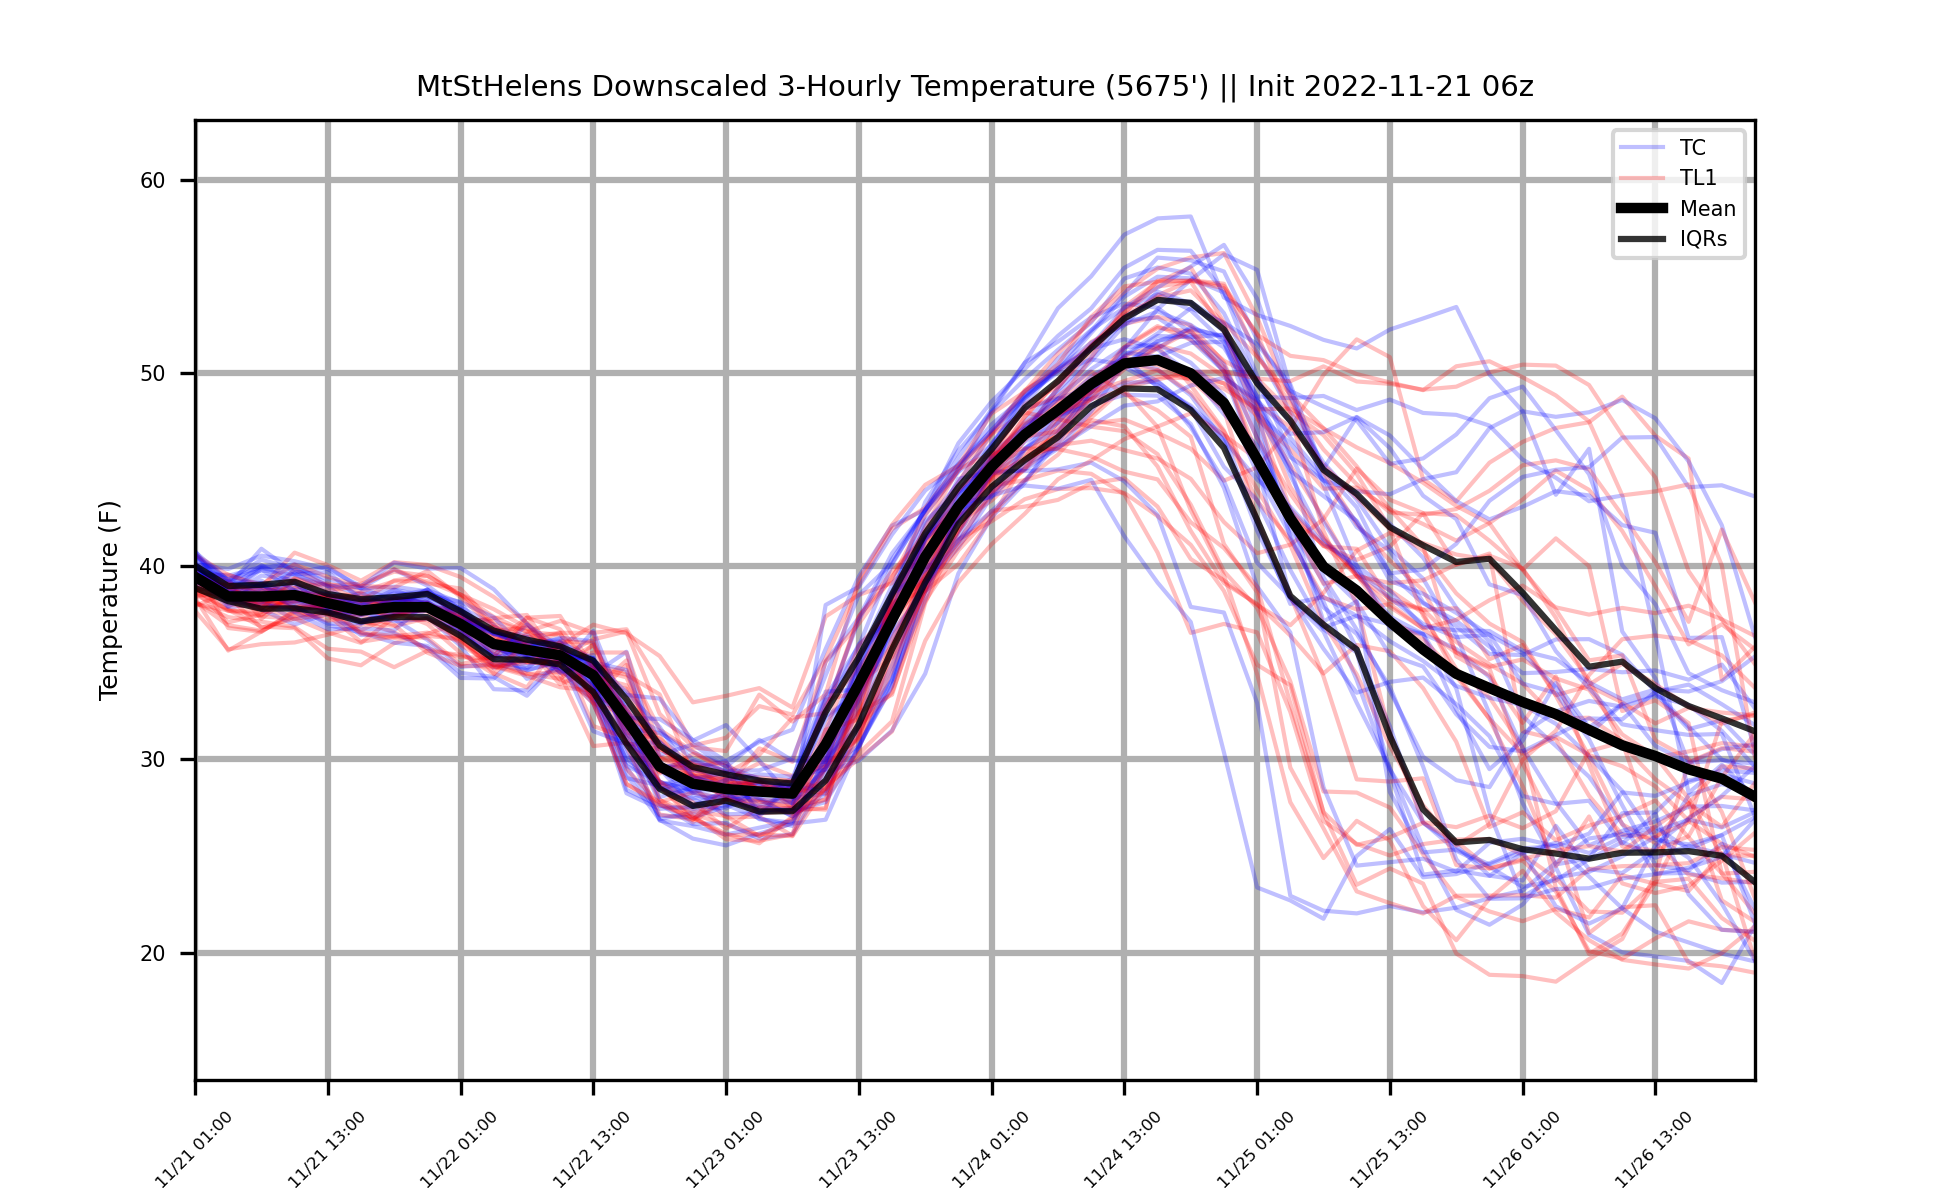 MtStHelens Downscaled 3-Hourly Temperature (5675') || Init 2022-11-21 06z
TC
TL1
Mean
IQRs
Temperature (F)
60
50
40
30
20
11/21 01:00
11/21 13:00
11/22 01:00
11/22 13:00
11/23 01:00
11/23 13:00
11/24 01:00
11/24 13:00
11/25 01:00
11/25 13:00
11/26 01:00
11/26 13:00